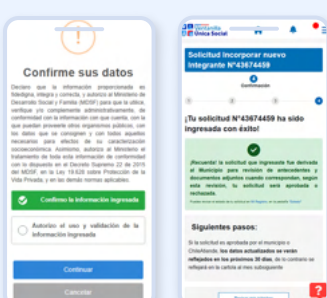 Confirme sus datos
Declaro que la información proporcionada es
fidedigna, íntegra y correcta, y autorizo al Ministerio de
Desarrollo Social y Familia (MDSF) para que la utilice,
verifique y/o complemente administrativamente, de
conformidad con la información con que cuenta, con la
que puedan proveerle otros organismos públicos, con
los datos que se consignen y con todos aquellos
necesarios para efectos de su caracterización
socioeconómica. Asimismo, autorizo al Ministerio el
tratamiento de toda esta información de conformidad
con lo dispuesto en el Decreto Supremo 22 de 2015
del MDSF, en la Ley 19.628 sobre Protección de la
Vida Privada, y en las demás normas aplicables.
Confirmo la información ingresada
Autorizo el uso y validación de la
información ingresada
Continuar
Cancelar
Ventanilla
Única Social
Solicitud Incorporar nuevo
Integrante N°43674459
Confirmación
¡Tu solicitud N°43674459 ha sido
ingresada con éxito!
¡Recuerda! la solicitud que ingresaste fue derivada
al Municipio para revisión de antecedentes y
documentos adjuntos cuando correspondan, según
esta revisión, tu solicitud será aprobada o
rechazada.
Siguientes pasos:
Si la solicitud es aprobada por el municipio o
ChileAtiende, los datos actualizados se verán
reflejados en los próximos 30 días, de lo contrario se
reflejará en la cartola al mes subsiguiente
?